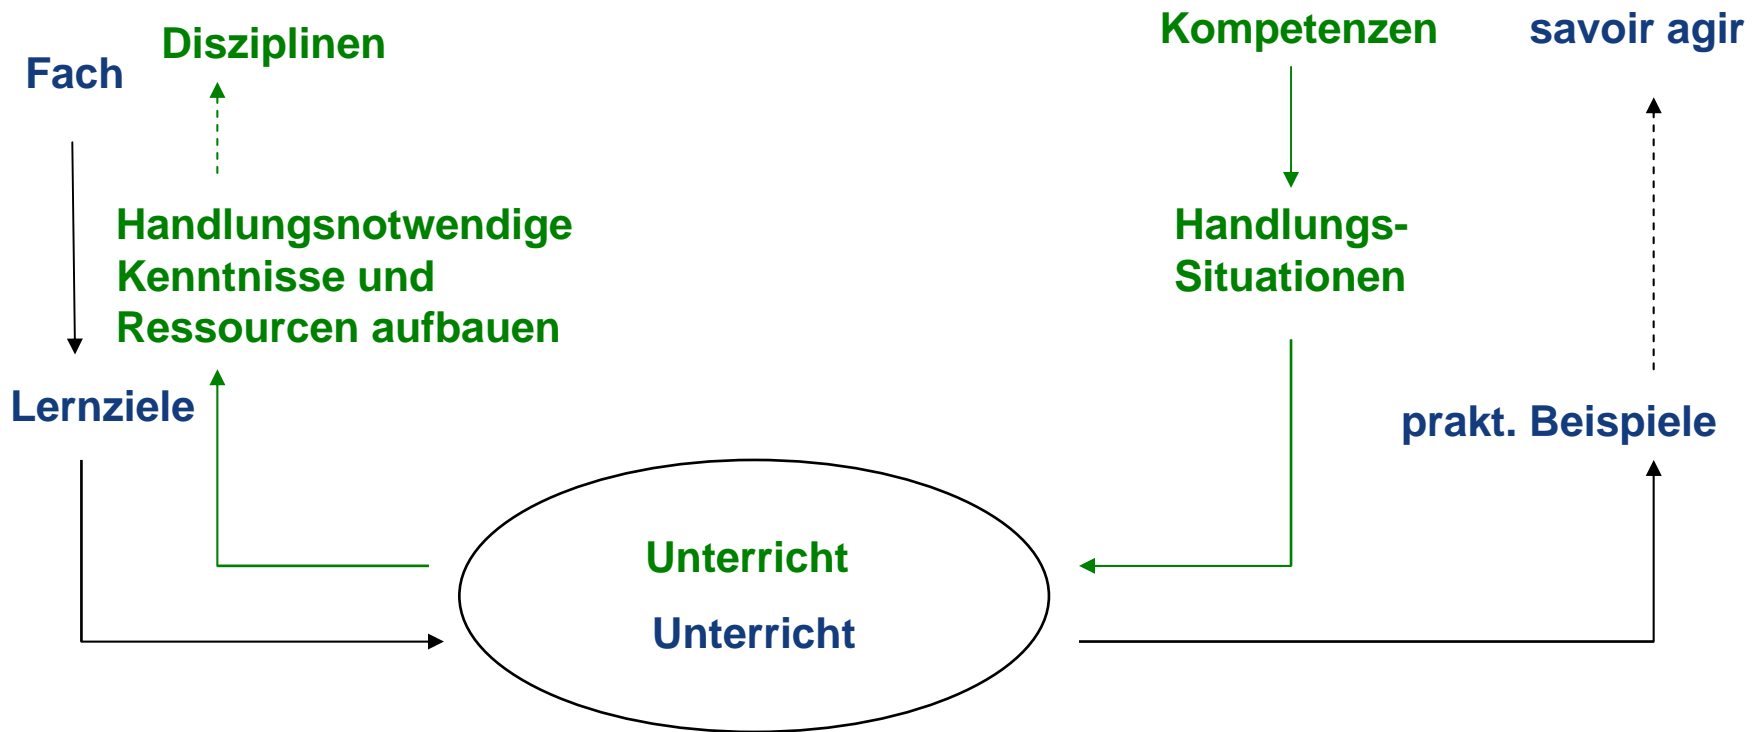 Disziplinen
Kompetenzen
savoir agir
Fach
Handlungsnotwendige
Kenntnisse und
Ressourcen aufbauen
Handlungs-
Situationen
Lernziele
prakt. Beispiele
Unterricht
Unterricht